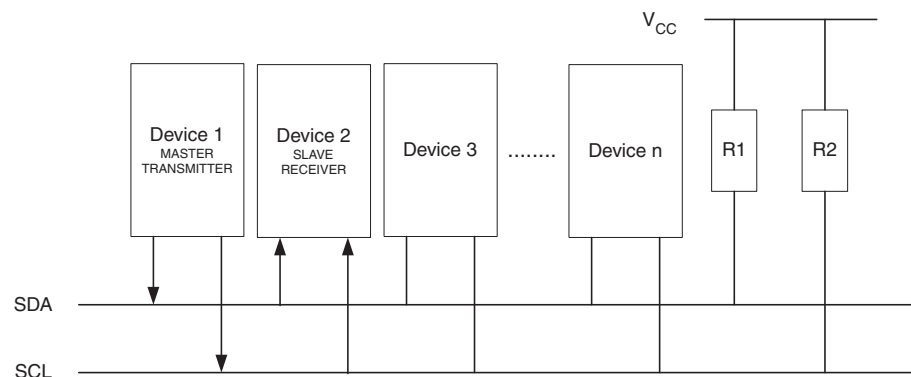 V_CC
Device 1
MASTER
TRANSMITTER
Device 2
SLAVE
RECEIVER
Device 3
........
Device n
R1
R2
SDA
SCL